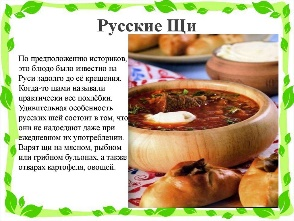 Русские Щи
По предположению историков,
это блюдо было известно на
Руси задолго до её крещения.
Когда-то щами называли
практически все похлёбки.
Удивительная особенность
русских щей состоит в том, что
они не надоедают даже при
ежедневном их употреблении.
Варят щи на мясном, рыбном
или грибном бульонах, а также
отварах картофеля, овощей.